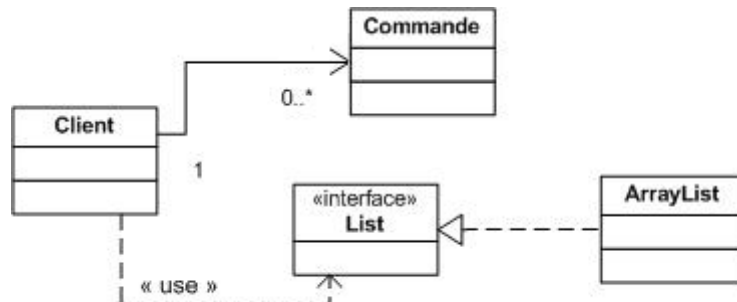 Commande
0..*
Client
1
«interface»
List
ArrayList
« use »